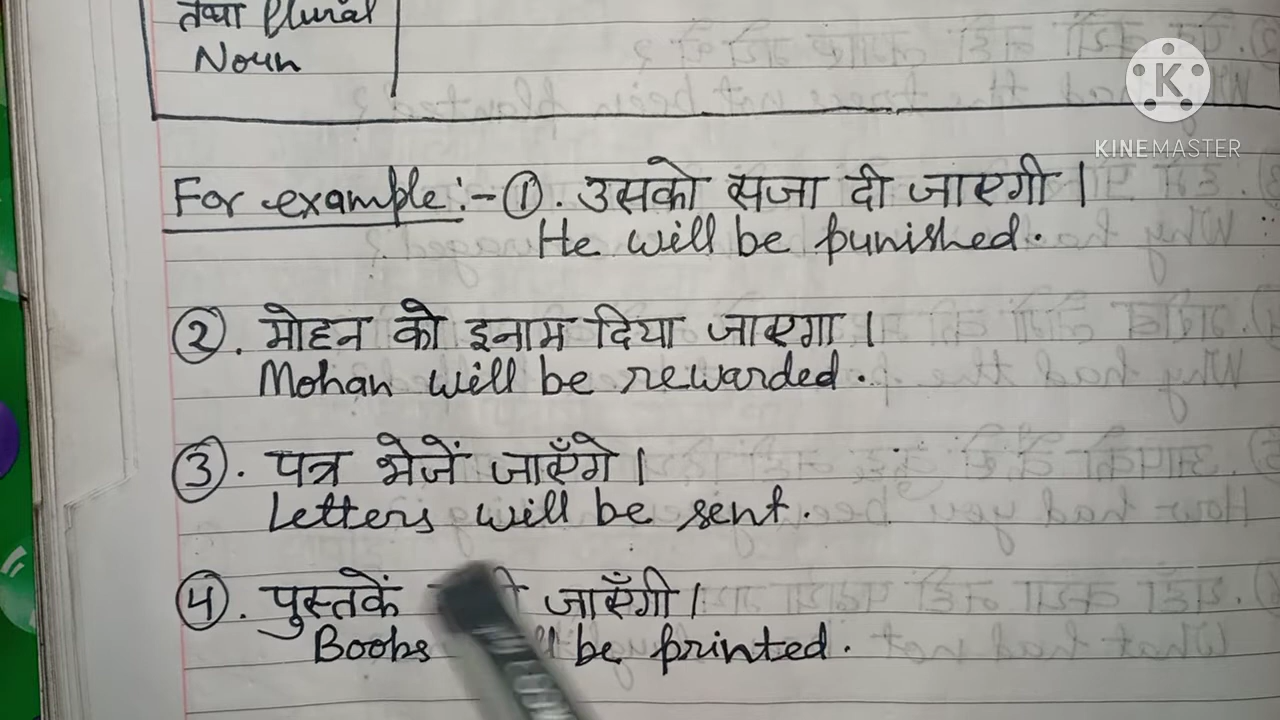 तथा Plural
Noun
KINEMASTER
For example:- ①. उसको सजा दी जाएगी।
He will be punished.
②. मोहन को इनाम दिया जाएगा।
Mohan will be rewarded.
③. पत्र भेजें जाएँगे।
Letters will be sent.
④. पुस्तकें जाएँगी।
Books be printed.